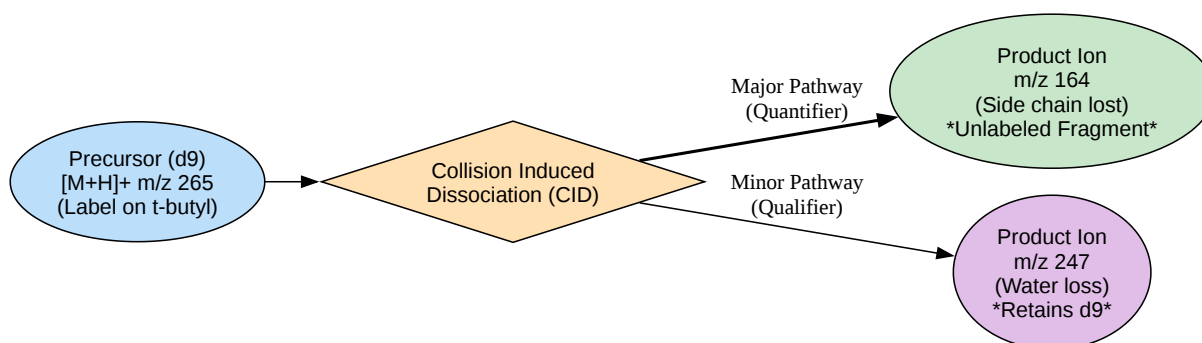 Precursor (d9)
[M+H]+ m/z 265
(Label on t-butyl)
Collision Induced
Dissociation (CID)
Major Pathway
(Quantifier)
Product Ion
m/z 164
(Side chain lost)
*Unlabeled Fragment*
Minor Pathway
(Qualifier)
Product Ion
m/z 247
(Water loss)
*Retains d9*